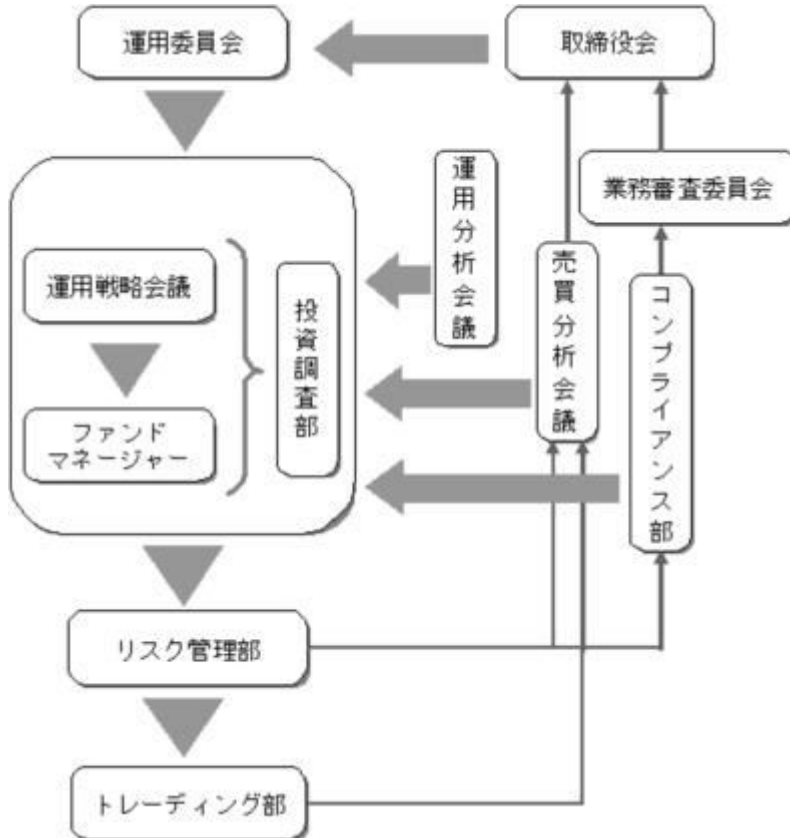 運用委員会
取締役会
運用分析会議
業務審査委員会
売買分析会議
コンプライアンス部
運用戦略会議
投資調査部
ファンド
マネージャー
リスク管理部
トレーディング部